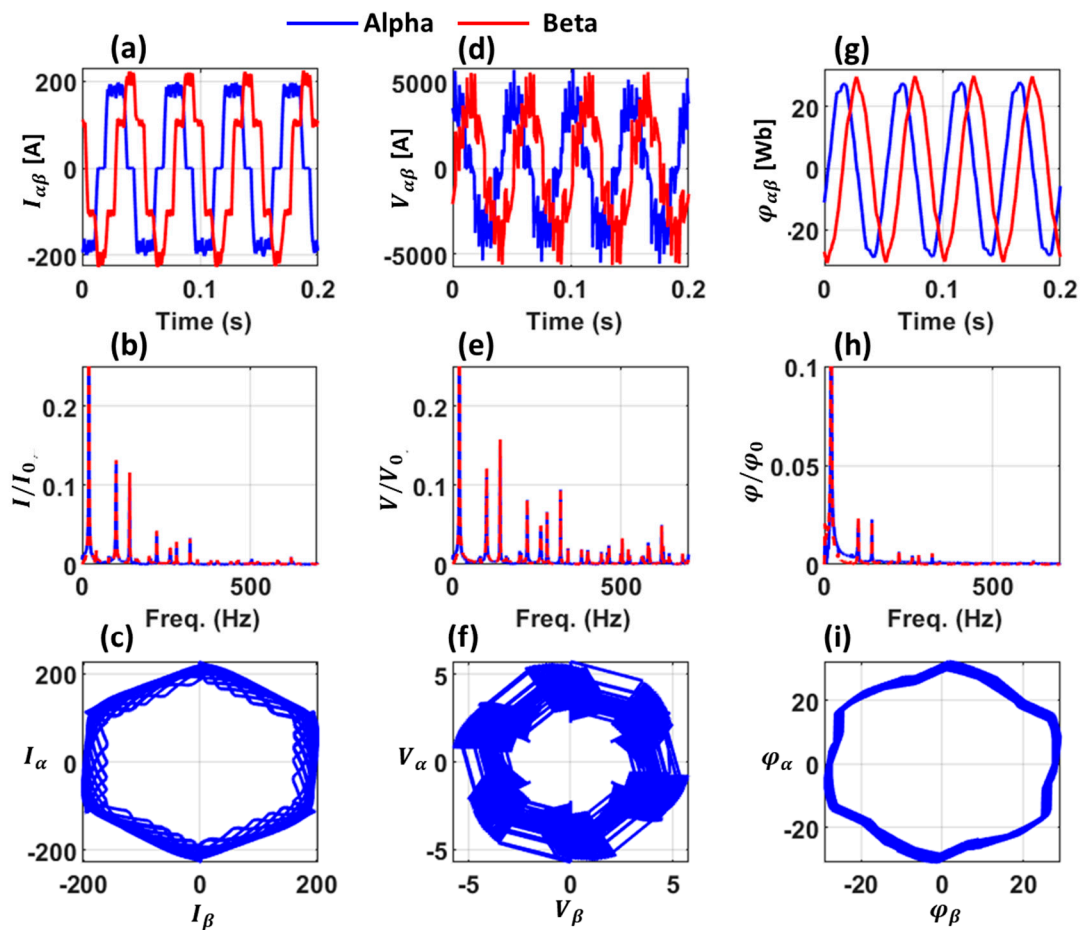 Alpha Beta
(a) (d) (g)
I_αβ [A]
200
0
-200
0 0.1 0.2
Time (s)
V_αβ [A]
5000
0
-5000
0 0.1 0.2
Time (s)
φ_αβ [Wb]
20
0
-20
0 0.1 0.2
Time (s)
(b) (e) (h)
I/I₀
0.2
0.1
0
0 500
Freq. (Hz)
V/V₀
0.2
0.1
0
0 500
Freq. (Hz)
φ/φ₀
0.1
0.05
0
0 500
Freq. (Hz)
(c) (f) (i)
I_α
200
0
-200
-200 0 200
I_β
V_α
5
0
-5
-5 0 5
V_β
φ_α
20
0
-20
-20 0 20
φ_β